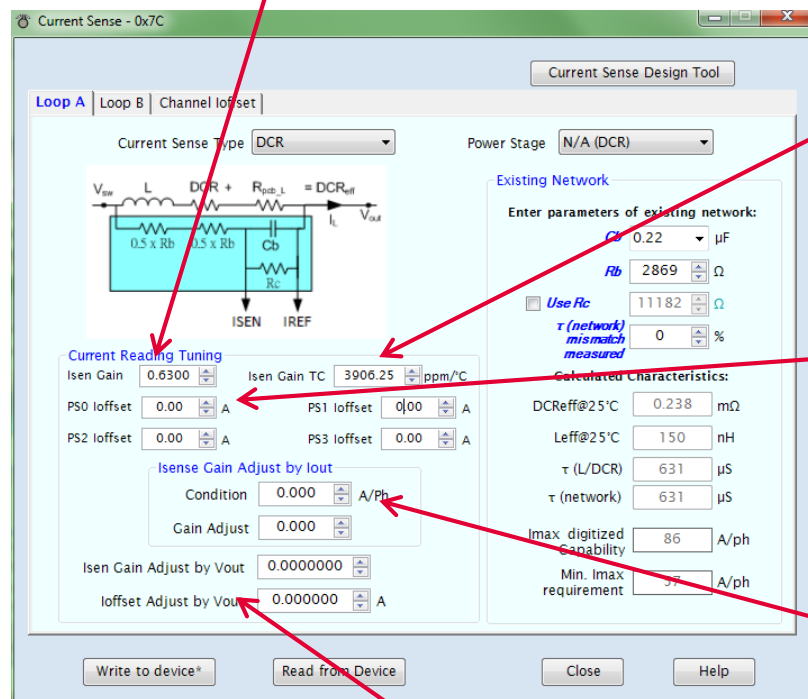 Current Sense - 0x7C
Current Sense Design Tool
Loop A Loop B Channel Ioffset
Current Sense Type DCR
Power Stage N/A (DCR)
Vsw L DCR + Rpcb_L = DCReff
IL Vout
0.5 x Rb 0.5 x Rb Cb
Rc
ISEN IREF
Existing Network
Enter parameters of existing network:
Cb 0.22 µF
Rb 2869 Ω
Use Rc 11182 Ω
τ (network)
mismatch
measured
0 %
Current Reading Tuning
Isen Gain 0.6300 Isen Gain TC 3906.25 ppm/°C
PS0 Ioffset 0.00 A PS1 Ioffset 0.00 A
PS2 Ioffset 0.00 A PS3 Ioffset 0.00 A
Isense Gain Adjust by Iout
Condition 0.000 A/Ph
Gain Adjust 0.000
Isen Gain Adjust by Vout 0.0000000
Ioffset Adjust by Vout 0.000000 A
Calculated Characteristics:
DCReff@25°C 0.238 mΩ
Leff@25°C 150 nH
τ (L/DCR) 631 µS
τ (network) 631 µS
Imax digitized
Capability
86 A/ph
Min. Imax
requirement
A/ph
Write to device* Read from Device Close Help